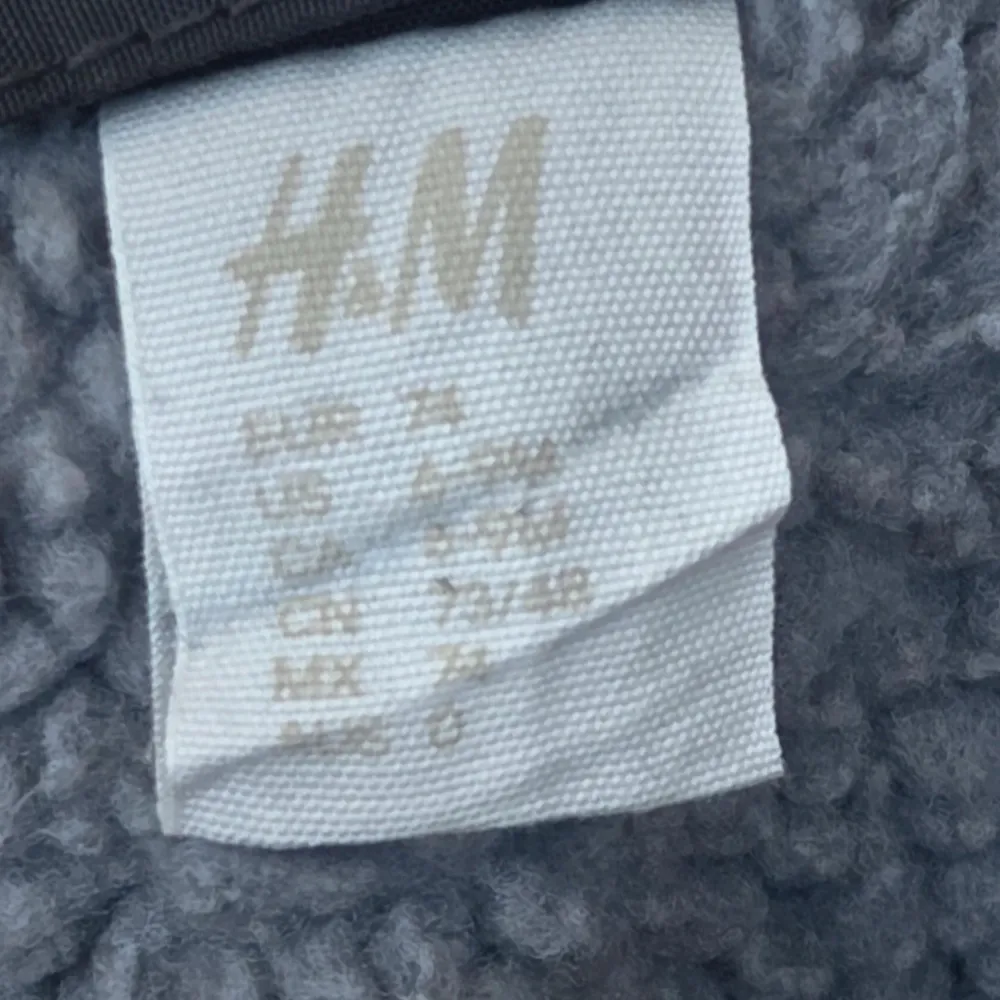 H&M
EUR 74
US 6-9M
CA 6-9M
CN 73/48
MX 74
AUS 0